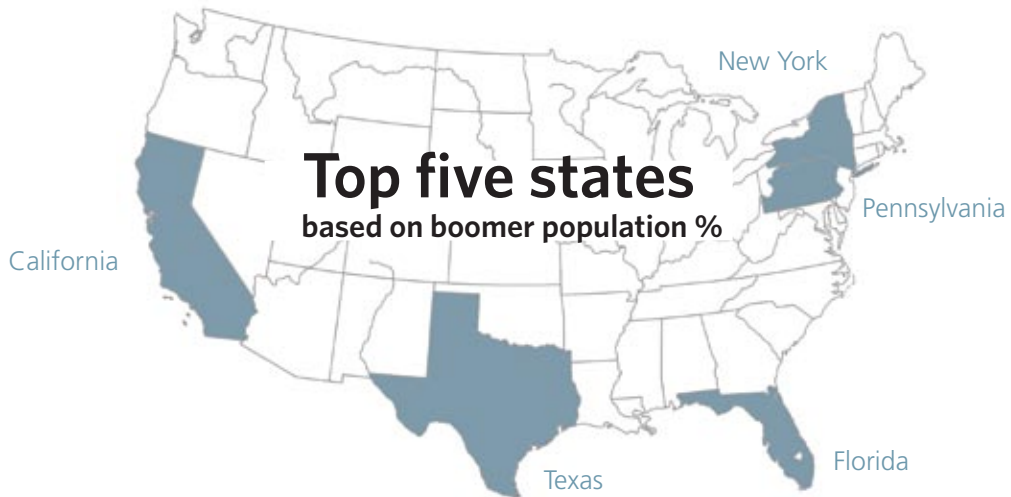 New York
Top five states
based on boomer population %
Pennsylvania
California
Florida
Texas